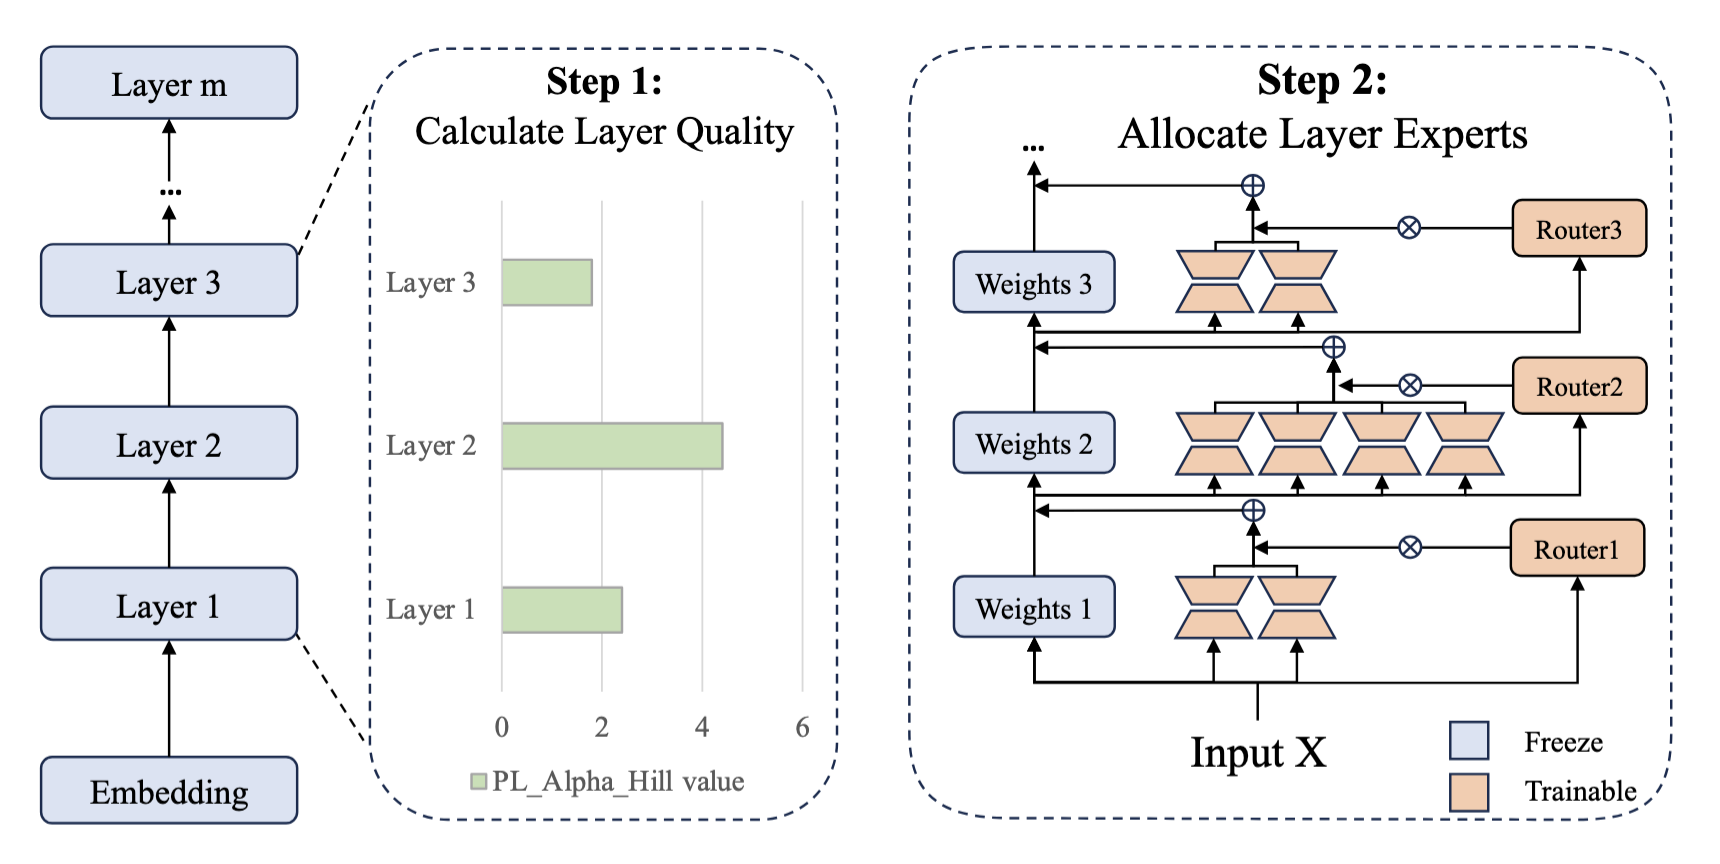 Layer m
...
Layer 3
Layer 2
Layer 1
Embedding
Step 1:
Calculate Layer Quality
Layer 3
Layer 2
Layer 1
0 2 4 6
PL_Alpha_Hill value
Step 2:
Allocate Layer Experts
...
Router3
Weights 3
Router2
Weights 2
Router1
Weights 1
Input X
Freeze
Trainable